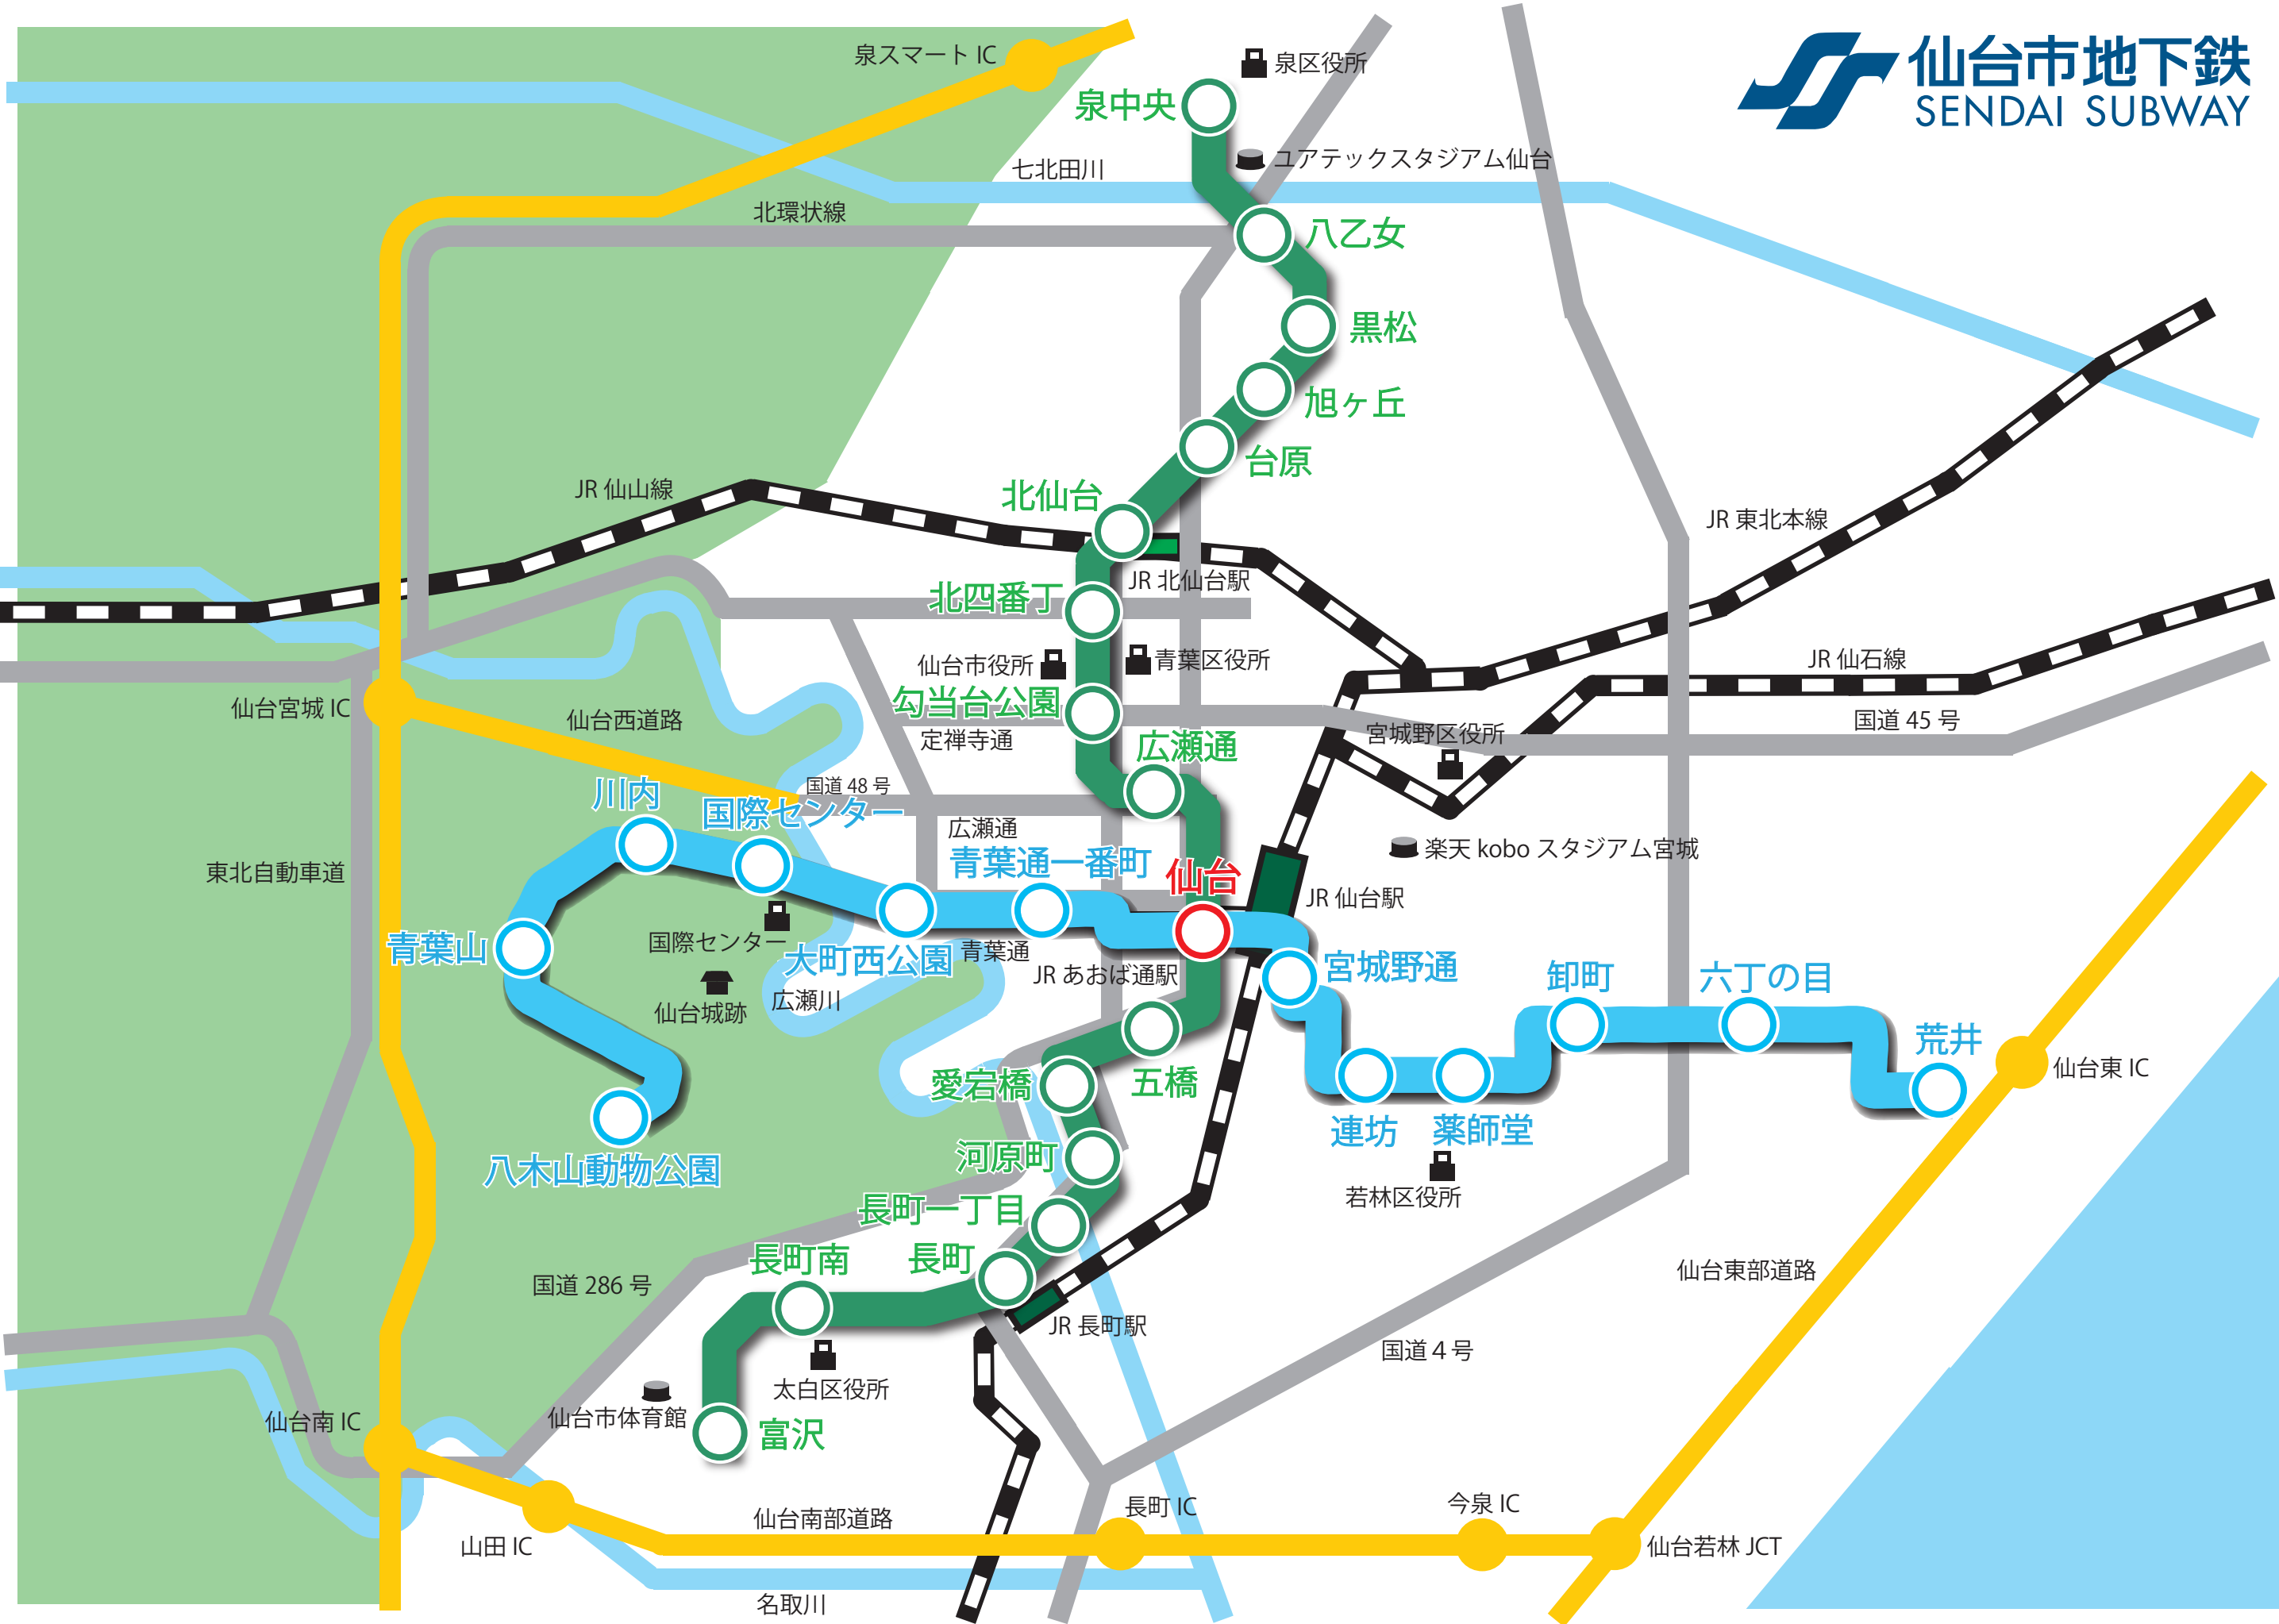 仙台市地下鉄
SENDAI SUBWAY
泉スマート IC
泉区役所
泉中央
ユアテックスタジアム仙台
七北田川
北環状線
八乙女
黒松
旭ヶ丘
台原
JR 仙山線
北仙台
JR 東北本線
JR 北仙台駅
北四番丁
仙台市役所
青葉区役所
JR 仙石線
仙台宮城 IC
勾当台公園
仙台西道路
国道 45 号
宮城野区役所
定禅寺通
広瀬通
国道 48 号
川内
国際センター
広瀬通
楽天 kobo スタジアム宮城
東北自動車道
青葉通一番町
仙台
JR 仙台駅
青葉山
国際センター
大町西公園
青葉通
JR あおば通駅
宮城野通
卸町
六丁の目
仙台城跡
広瀬川
荒井
仙台東 IC
愛宕橋
五橋
連坊
薬師堂
八木山動物公園
河原町
若林区役所
長町一丁目
長町南
長町
仙台東部道路
国道 286 号
JR 長町駅
国道 4 号
太白区役所
仙台市体育館
仙台南 IC
富沢
長町 IC
今泉 IC
仙台南部道路
山田 IC
仙台若林 JCT
名取川